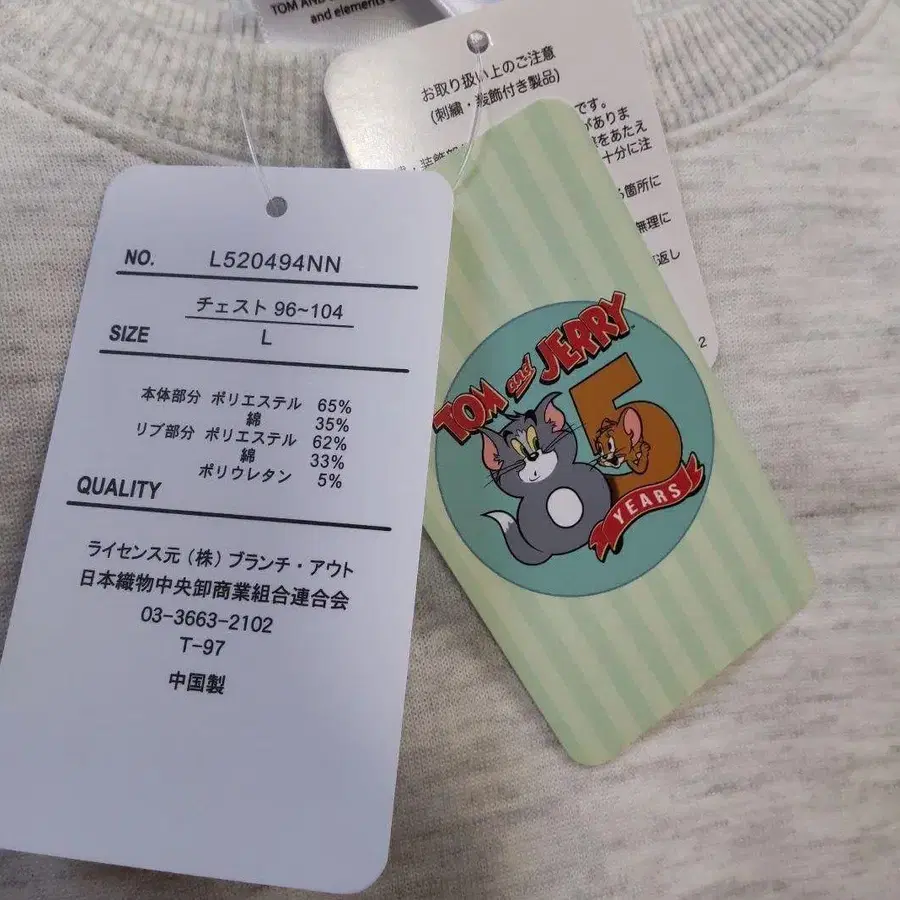 TOM AND
and elements
お取り扱い上のご注意
(刺繍・装飾付き製品)
です。
がありま
をあたえ
十分に注
箇所に
無理に
返し
2
NO. L520494NN
チェスト 96~104
SIZE L
本体部分 ポリエステル 65%
綿 35%
リブ部分 ポリエステル 62%
綿 33%
ポリウレタン 5%
QUALITY
ライセンス元(株)ブランチ・アウト
日本織物中央卸商業組合連合会
03-3663-2102
T-97
中国製
TOM and JERRY
85
YEARS